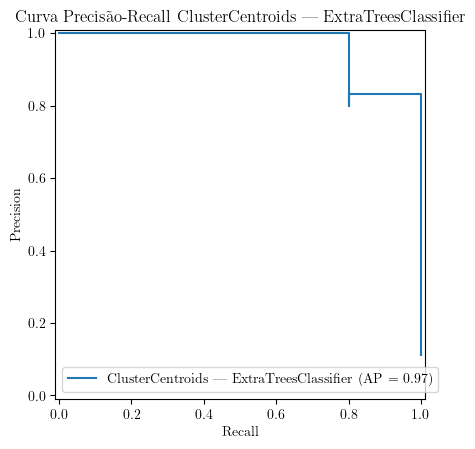 Curva Precisão-Recall ClusterCentroids — ExtraTreesClassifier
1.0
0.8
0.6
0.4
0.2
0.0
Precision
ClusterCentroids — ExtraTreesClassifier (AP = 0.97)
0.0 0.2 0.4 0.6 0.8 1.0
Recall